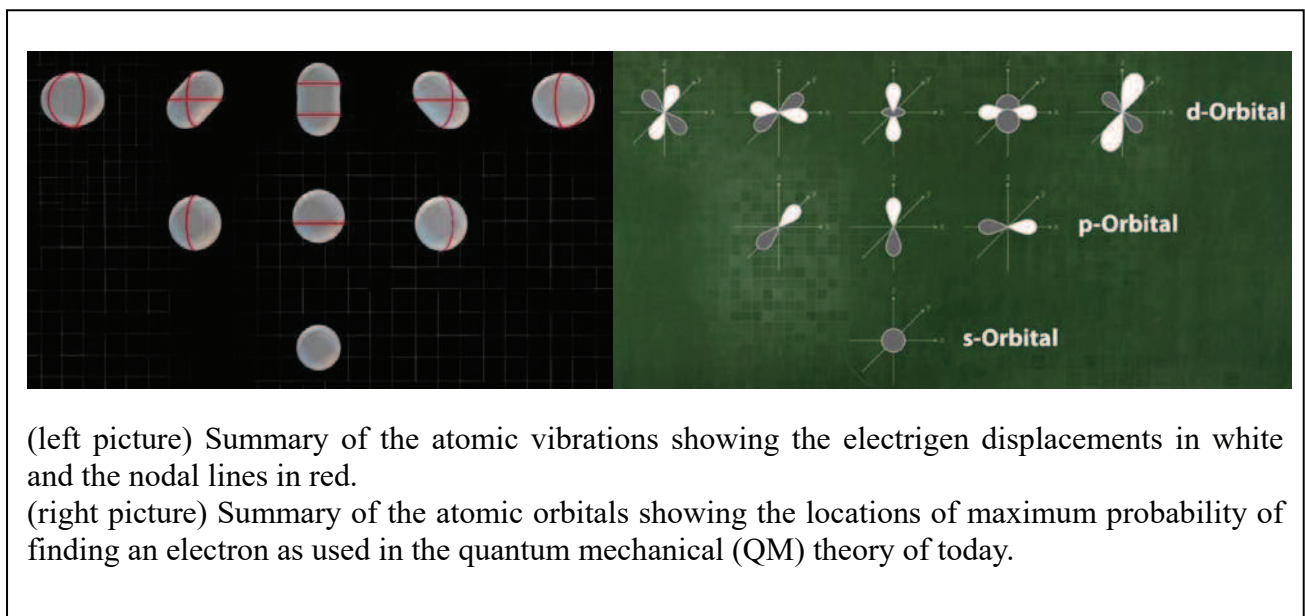 d-Orbital
p-Orbital
s-Orbital
(left picture) Summary of the atomic vibrations showing the electrigen displacements in white
and the nodal lines in red.
(right picture) Summary of the atomic orbitals showing the locations of maximum probability of
finding an electron as used in the quantum mechanical (QM) theory of today.